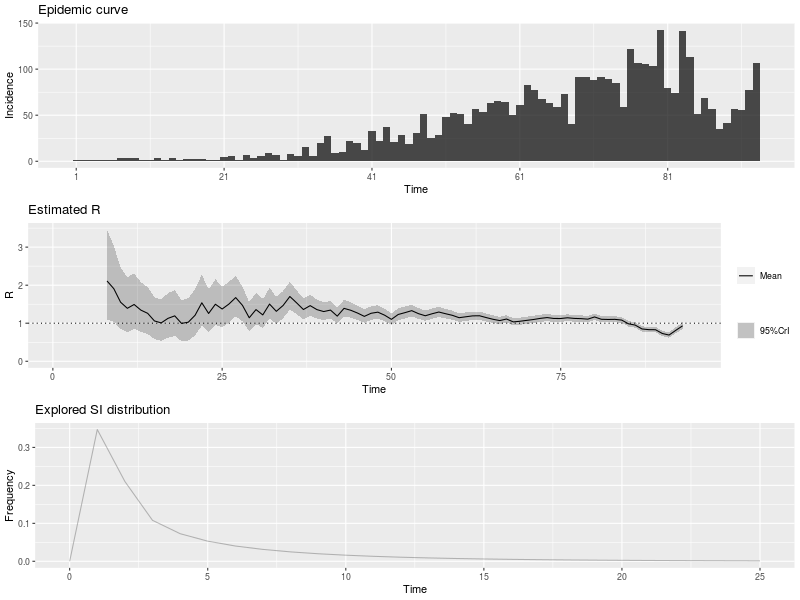 Epidemic curve
150
100
50
0
Incidence
1 21 41 61 81
Time
Estimated R
3
2
1
0
R
0 25 50 75
Time
Mean
95%CrI
Explored SI distribution
0.3
0.2
0.1
0.0
Frequency
0 5 10 15 20 25
Time